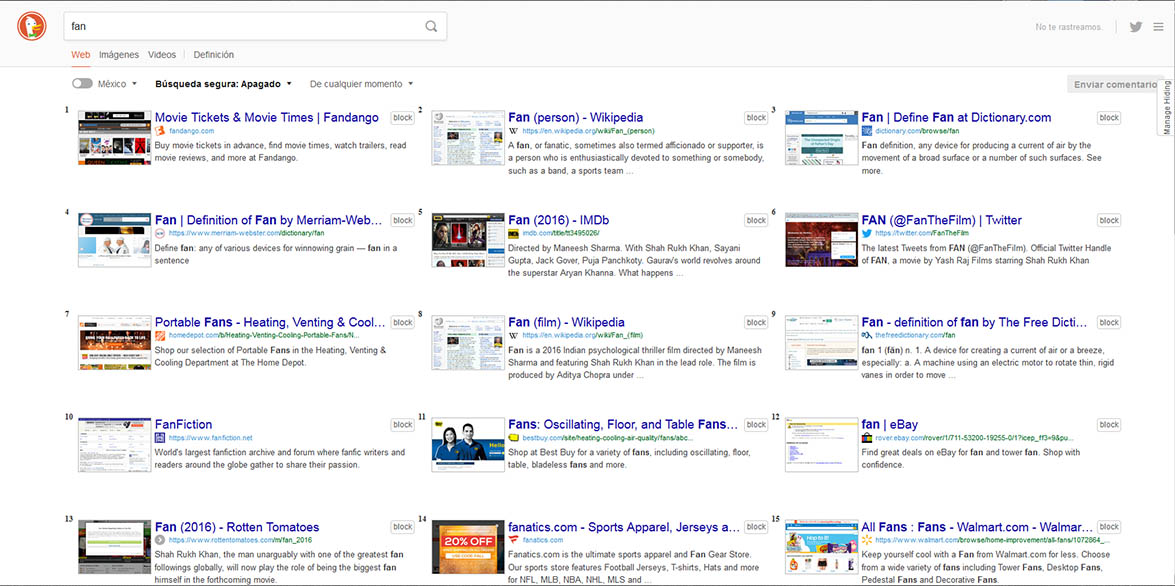 fan
No te rastreamos.
Web Imágenes Videos Definición
México Búsqueda segura: Apagado De cualquier momento
Enviar comentario
Manage Hiding
1
Movie Tickets & Movie Times | Fandango block
fandango.com
Buy movie tickets in advance, find movie times, watch trailers, read
movie reviews, and more at Fandango.
2
Fan (person) - Wikipedia block
https://en.wikipedia.org/wiki/Fan_(person)
A fan, or fanatic, sometimes also termed aficionado or supporter, is
a person who is enthusiastically devoted to something or somebody,
such as a band, a sports team ...
3
Fan | Define Fan at Dictionary.com block
dictionary.com/browse/fan
Fan definition, any device for producing a current of air by the
movement of a broad surface or a number of such surfaces. See
more.
4
Fan | Definition of Fan by Merriam-Web... block
https://www.merriam-webster.com/dictionary/fan
Define fan: any of various devices for winnowing grain — fan in a
sentence
5
Fan (2016) - IMDb block
imdb.com/title/tt3495026/
Directed by Maneesh Sharma. With Shah Rukh Khan, Sayani
Gupta, Jack Gover, Puja Panchkoty. Gaurav's world revolves around
the superstar Aryan Khanna. What happens ...
6
FAN (@FanTheFilm) | Twitter block
https://twitter.com/FanTheFilm
The latest Tweets from FAN (@FanTheFilm). Official Twitter Handle
of FAN, a movie by Yash Raj Films starring Shah Rukh Khan
7
Portable Fans - Heating, Venting & Cool... block
homedepot.com/b/Heating-Venting-Cooling-Portable-Fans/N...
Shop our selection of Portable Fans in the Heating, Venting &
Cooling Department at The Home Depot.
8
Fan (film) - Wikipedia block
https://en.wikipedia.org/wiki/Fan_(film)
Fan is a 2016 Indian psychological thriller film directed by Maneesh
Sharma and featuring Shah Rukh Khan in the lead role. The film is
produced by Aditya Chopra under ...
9
Fan - definition of fan by The Free Dicti... block
thefreedictionary.com/fan
fan 1 (făn) n. 1. A device for creating a current of air or a breeze,
especially: a. A machine using an electric motor to rotate thin, rigid
vanes in order to move ...
10
FanFiction block
https://www.fanfiction.net
World's largest fanfiction archive and forum where fanfic writers and
readers around the globe gather to share their passion.
11
Fans: Oscillating, Floor, and Table Fans... block
bestbuy.com/site/heating-cooling-air-quality/fans/abc...
Shop at Best Buy for a variety of fans, including oscillating, floor,
table, bladeless fans and more.
12
fan | eBay block
rover.ebay.com/rover/1/711-53200-19255-0/1?icep_ff3=9&pu...
Find great deals on eBay for fan and tower fan. Shop with
confidence.
13
Fan (2016) - Rotten Tomatoes block
https://www.rottentomatoes.com/m/fan_2016
Shah Rukh Khan, the man unarguably with one of the greatest fan
followings globally, will now play the role of being the biggest fan
himself in the forthcoming movie.
14
20% OFF
fanatics.com - Sports Apparel, Jerseys a... block
fanatics.com
Fanatics.com is the ultimate sports apparel and Fan Gear Store.
Our sports store features Football Jerseys, T-shirts, Hats and more
for NFL, MLB, NBA, NHL, MLS and ...
15
All Fans : Fans - Walmart.com - Walmar... block
https://www.walmart.com/browse/home-improvement/all-fans/1072864_...
Keep yourself cool with a Fan from Walmart.com for less. Choose
from a wide variety of fans including Tower Fans, Desktop Fans,
Pedestal Fans and Decorative Fans.